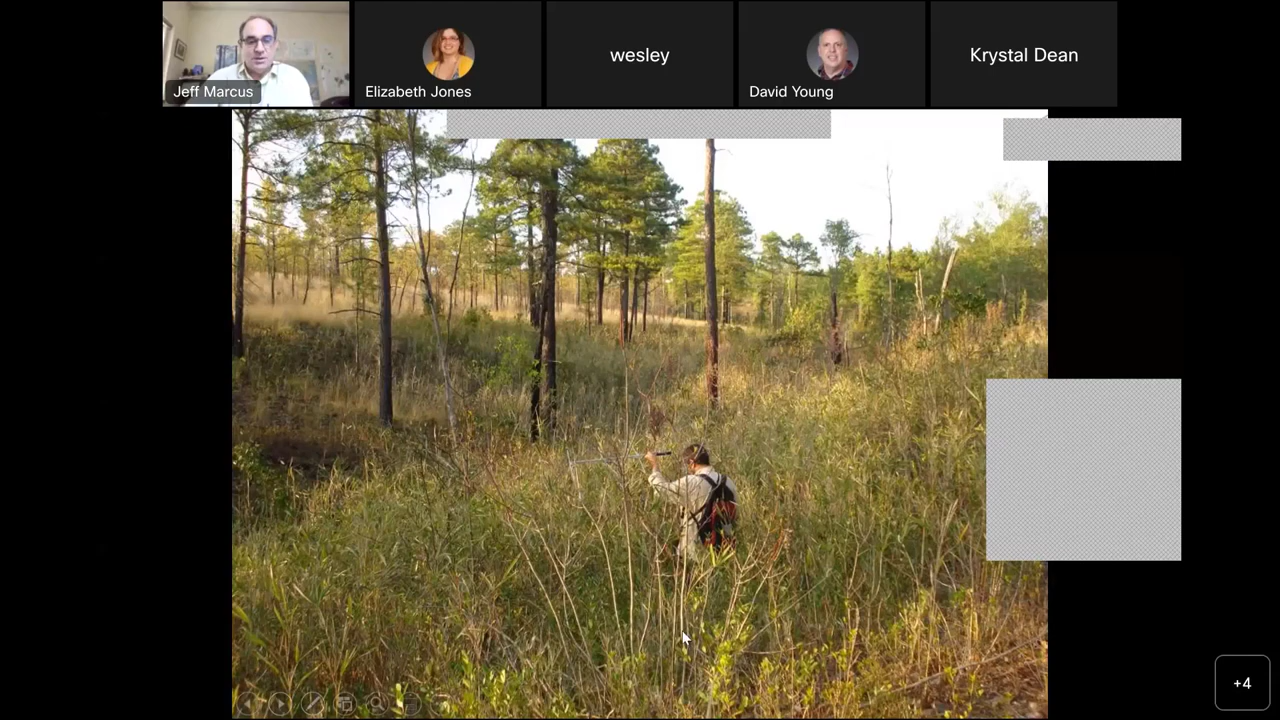 Jeff Marcus
Elizabeth Jones
wesley
David Young
Krystal Dean
+4